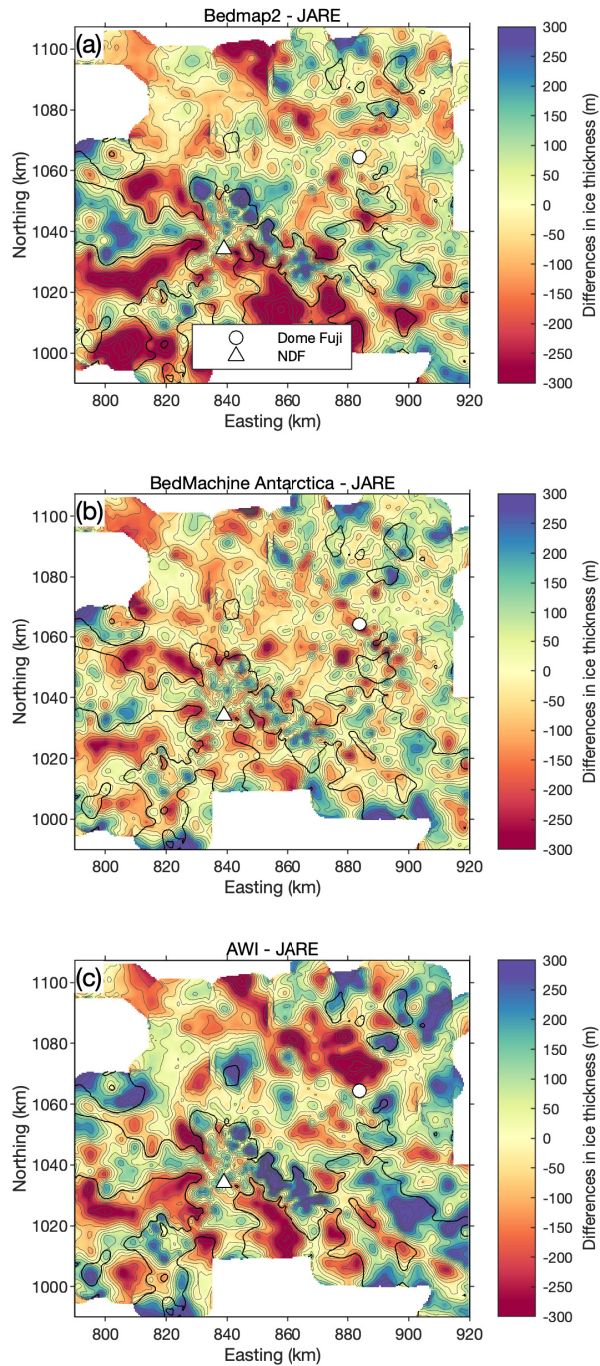 Bedmap2 - JARE
(a)
1100
1080
1060
1040
1020
1000
Northing (km)
800 820 840 860 880 900 920
Easting (km)
Dome Fuji
NDF
300
250
200
150
100
50
0
-50
-100
-150
-200
-250
-300
Differences in ice thickness (m)
BedMachine Antarctica - JARE
(b)
1100
1080
1060
1040
1020
1000
Northing (km)
800 820 840 860 880 900 920
Easting (km)
300
250
200
150
100
50
0
-50
-100
-150
-200
-250
-300
Differences in ice thickness (m)
AWI - JARE
(c)
1100
1080
1060
1040
1020
1000
Northing (km)
800 820 840 860 880 900 920
Easting (km)
300
250
200
150
100
50
0
-50
-100
-150
-200
-250
-300
Differences in ice thickness (m)